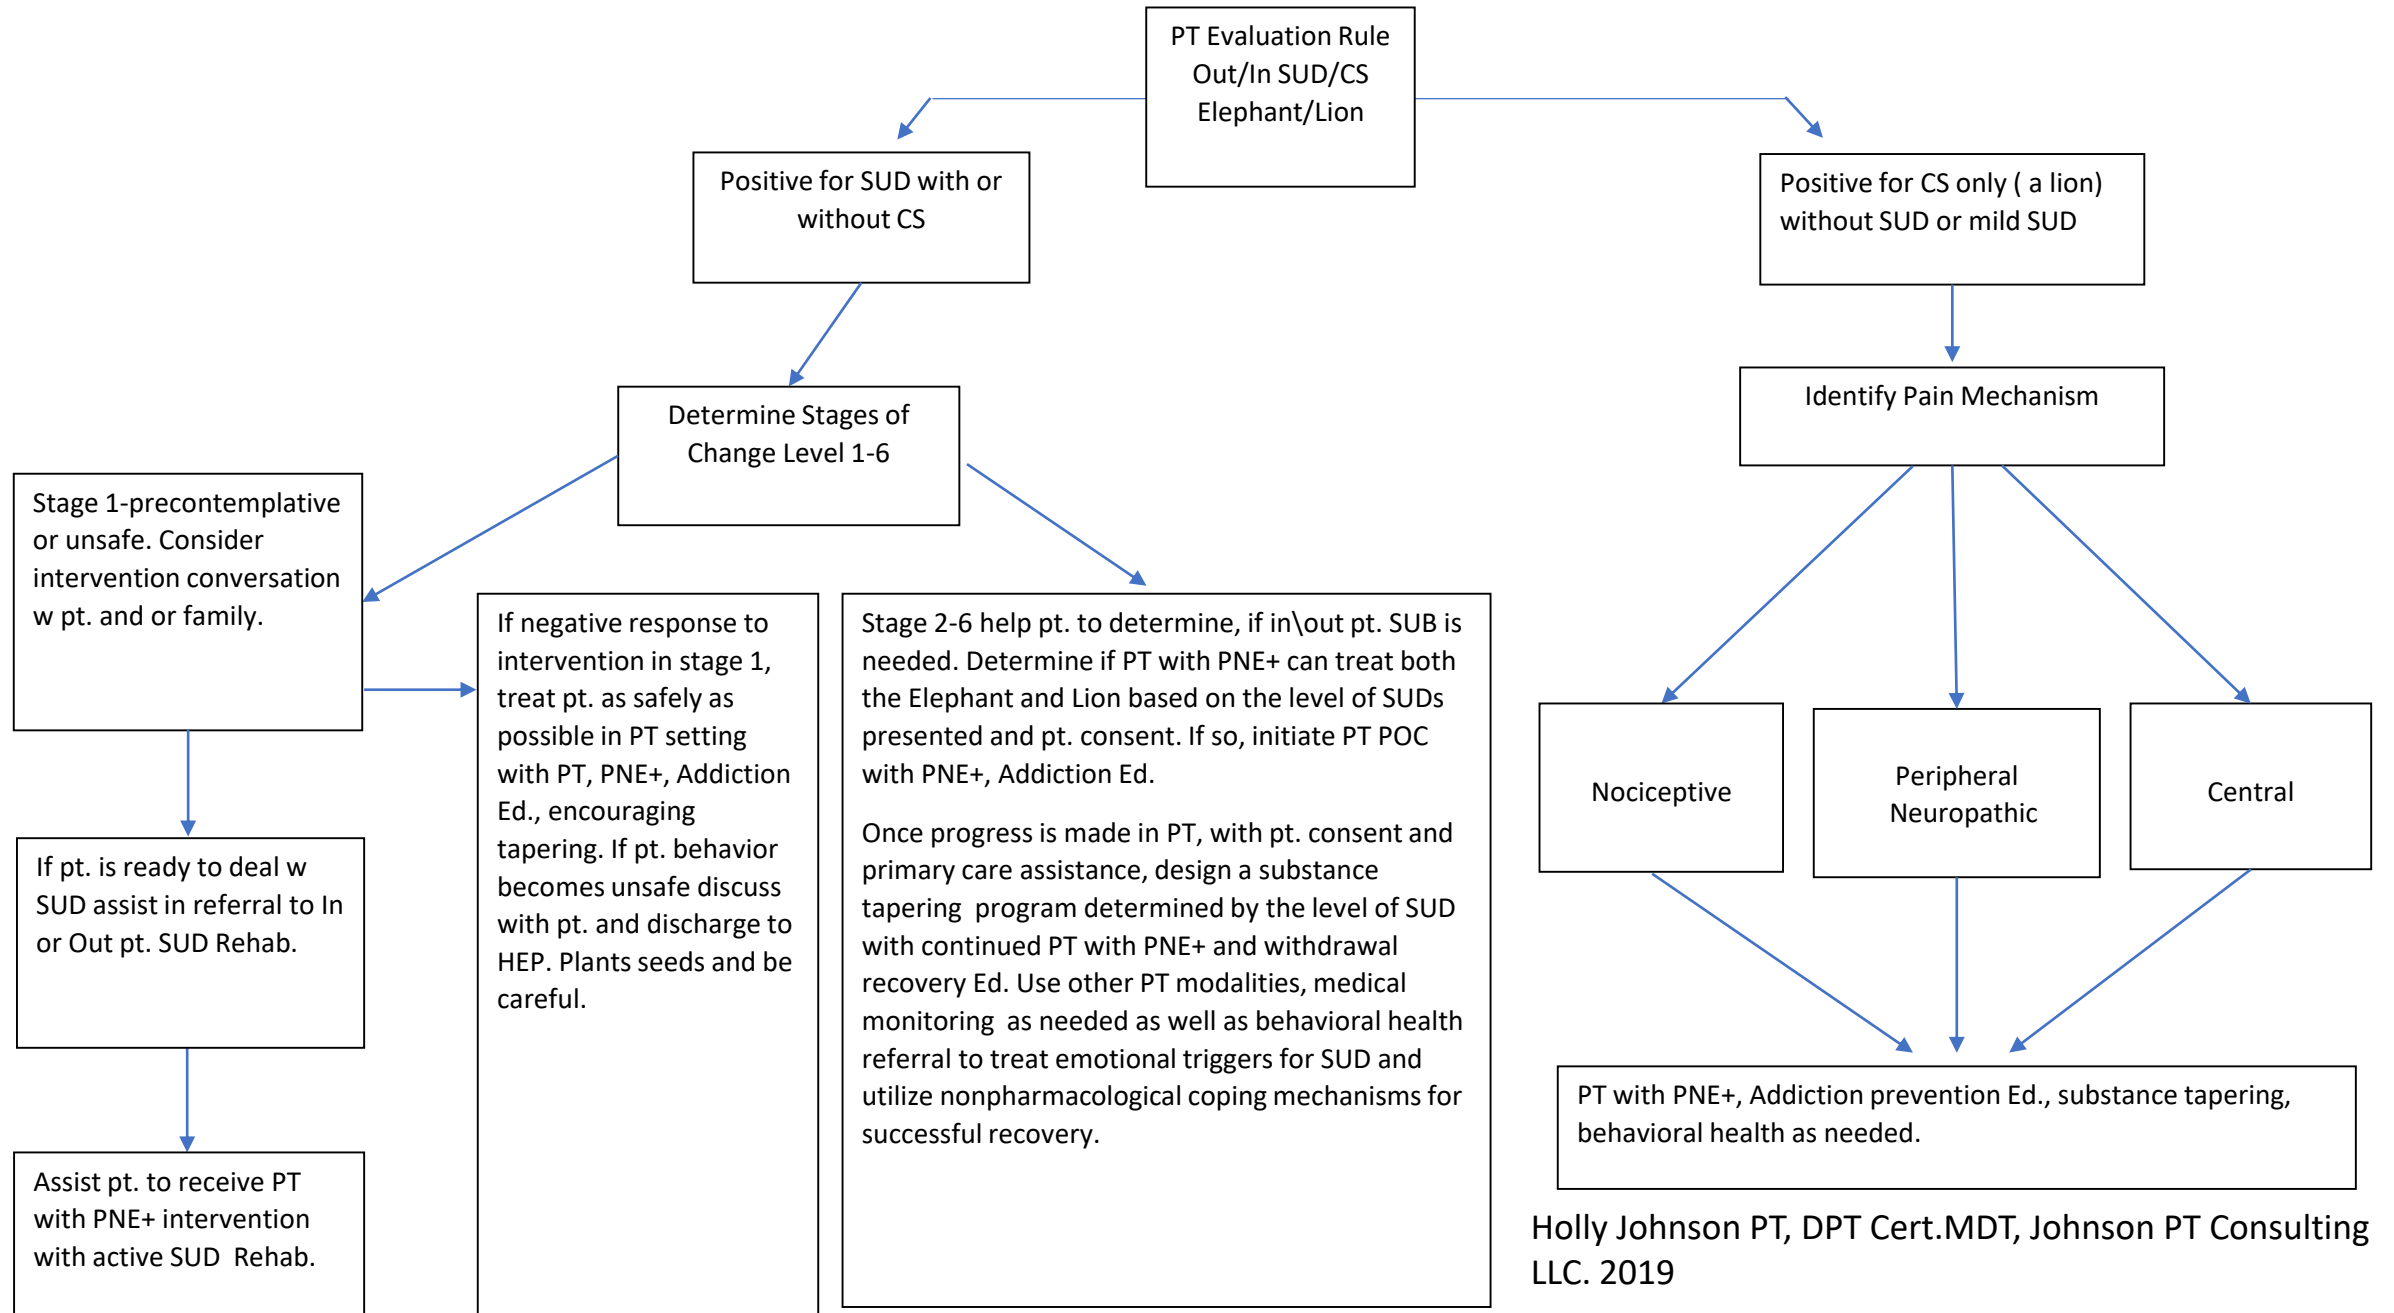 PT Evaluation Rule
Out/In SUD/CS
Elephant/Lion
Positive for SUD with or
without CS
Positive for CS only ( a lion)
without SUD or mild SUD
Determine Stages of
Change Level 1-6
Identify Pain Mechanism
Stage 1-precontemplative
or unsafe. Consider
intervention conversation
w pt. and or family.
If negative response to
intervention in stage 1,
treat pt. as safely as
possible in PT setting
with PT, PNE+, Addiction
Ed., encouraging
tapering. If pt. behavior
becomes unsafe discuss
with pt. and discharge to
HEP. Plants seeds and be
careful.
Stage 2-6 help pt. to determine, if in\out pt. SUB is
needed. Determine if PT with PNE+ can treat both
the Elephant and Lion based on the level of SUDs
presented and pt. consent. If so, initiate PT POC
with PNE+, Addiction Ed.
Once progress is made in PT, with pt. consent and
primary care assistance, design a substance
tapering  program determined by the level of SUD
with continued PT with PNE+ and withdrawal
recovery Ed. Use other PT modalities, medical
monitoring  as needed as well as behavioral health
referral to treat emotional triggers for SUD and
utilize nonpharmacological coping mechanisms for
successful recovery.
Nociceptive
Peripheral
Neuropathic
Central
If pt. is ready to deal w
SUD assist in referral to In
or Out pt. SUD Rehab.
PT with PNE+, Addiction prevention Ed., substance tapering,
behavioral health as needed.
Assist pt. to receive PT
with PNE+ intervention
with active SUD  Rehab.
Holly Johnson PT, DPT Cert.MDT, Johnson PT Consulting
LLC. 2019